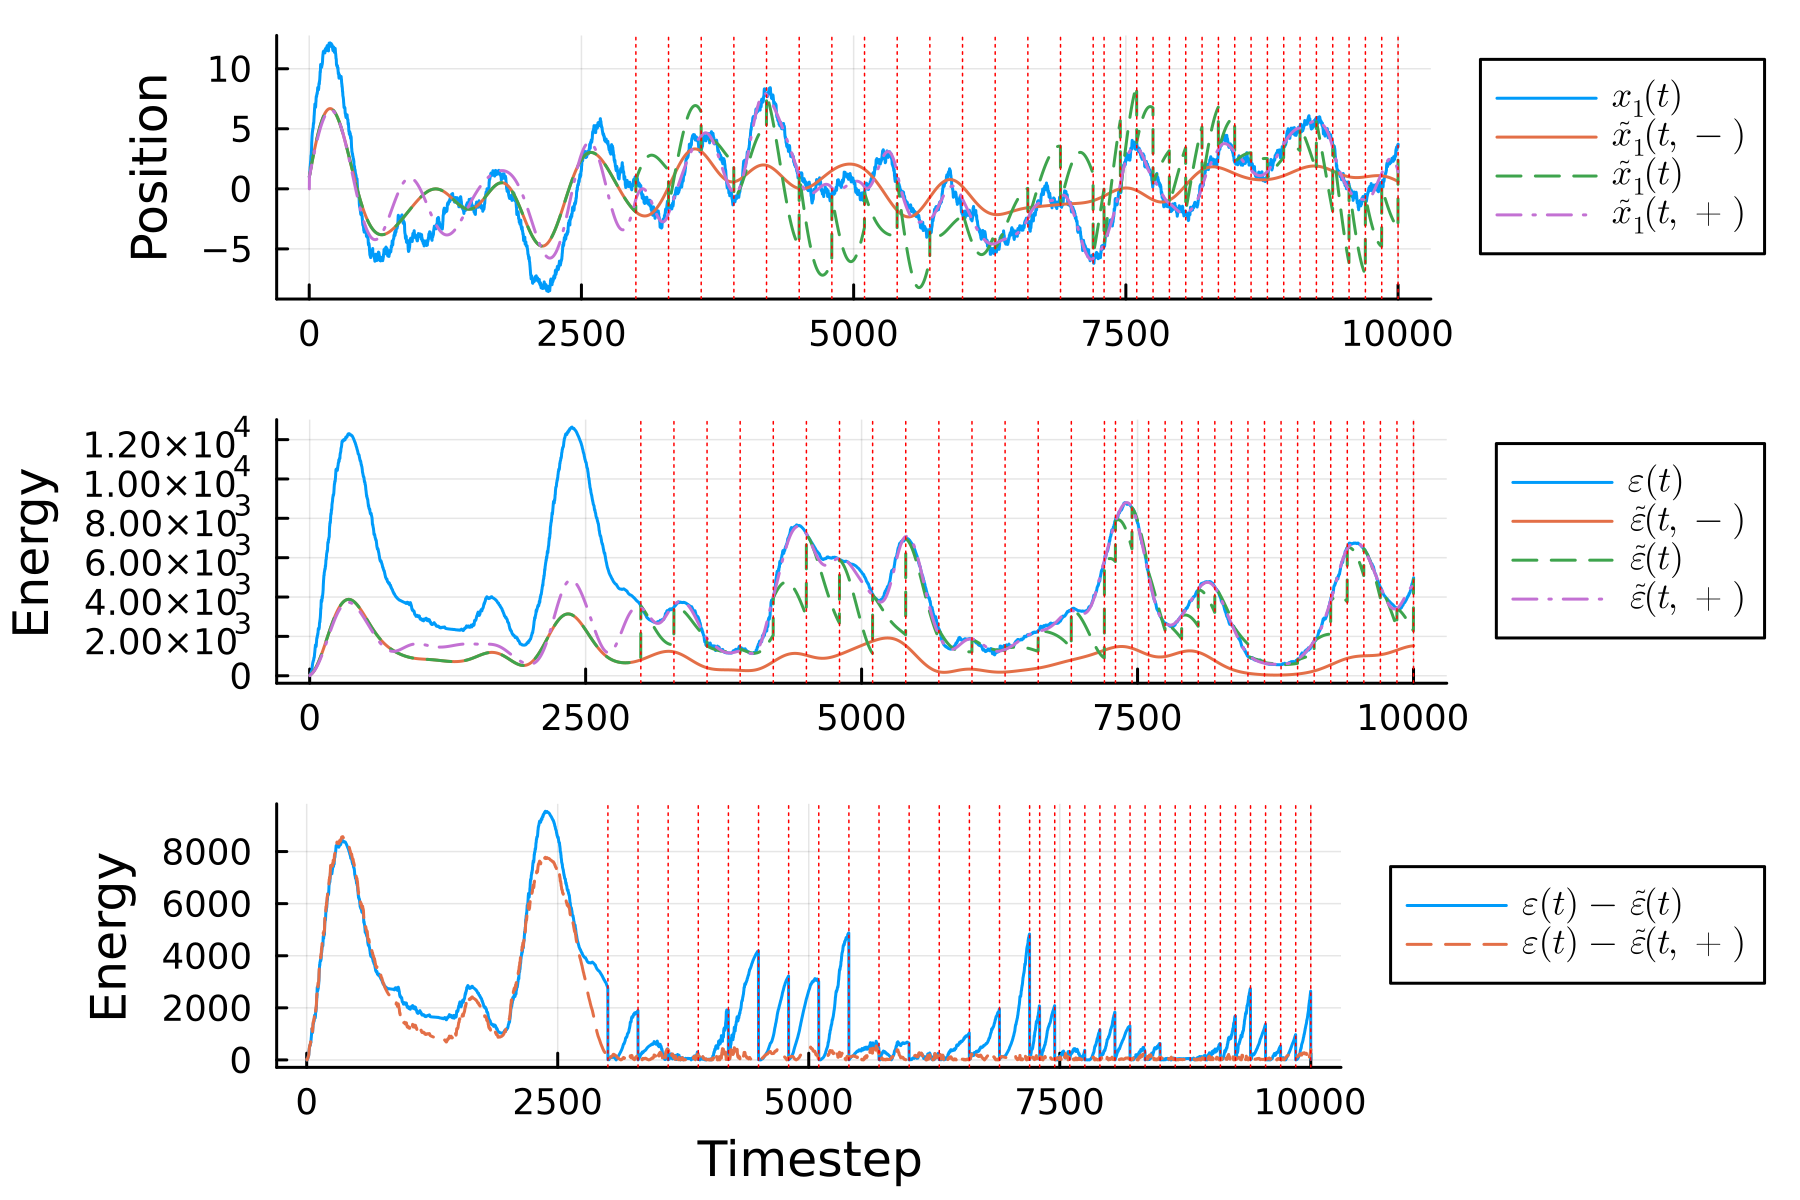 Position
10
5
0
−5
0 2500 5000 7500 10000
x₁(t)
x̃₁(t, −)
x̃₁(t)
x̃₁(t, +)
Energy
1.20×10⁴
1.00×10⁴
8.00×10³
6.00×10³
4.00×10³
2.00×10³
0
0 2500 5000 7500 10000
ε(t)
ε̃(t, −)
ε̃(t)
ε̃(t, +)
Energy
8000
6000
4000
2000
0
0 2500 5000 7500 10000
ε(t) − ε̃(t)
ε(t) − ε̃(t, +)
Timestep